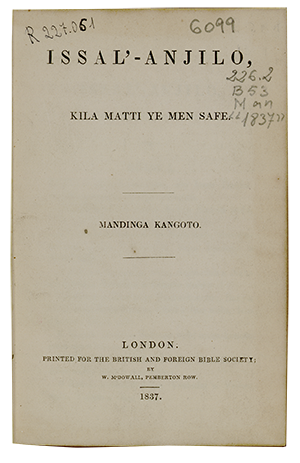 R 227.061
6099
ISSAL'-ANJILO,
226.2
B53
Man
"1837"
KILA MATTI YE MEN SAFE.
MANDINGA KANGOTO.
LONDON.
PRINTED FOR THE BRITISH AND FOREIGN BIBLE SOCIETY;
BY
W. M'DOWALL, PEMBERTON ROW.
1837.